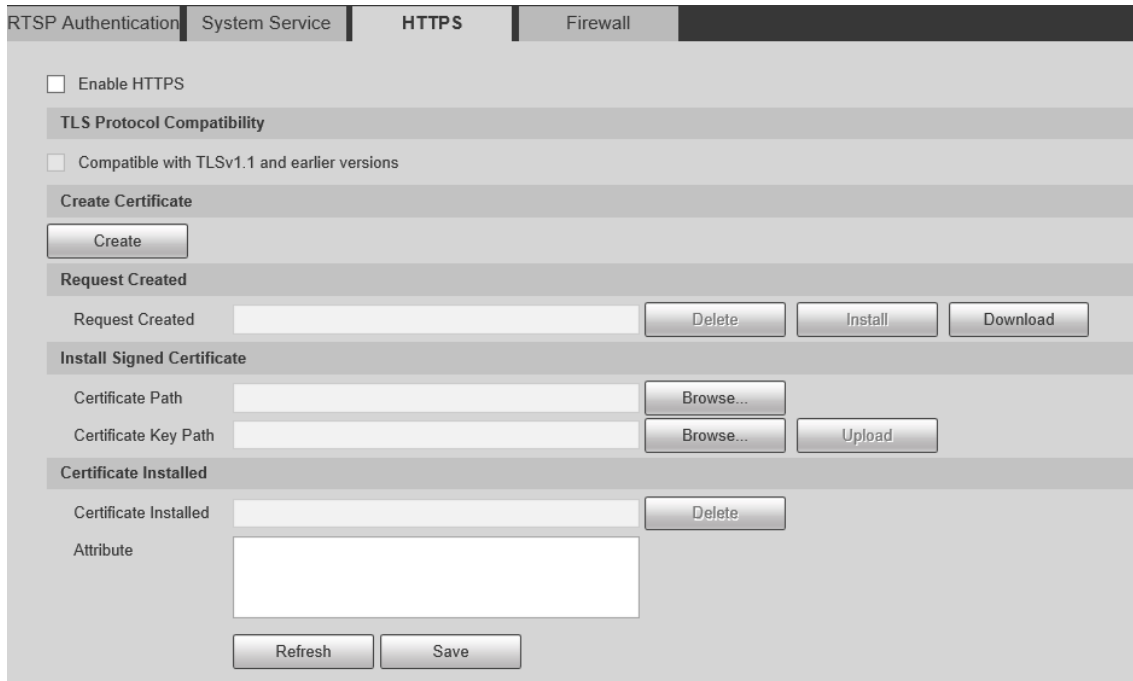 RTSP Authentication System Service HTTPS Firewall
Enable HTTPS
TLS Protocol Compatibility
Compatible with TLSv1.1 and earlier versions
Create Certificate
Create
Request Created
Request Created Delete Install Download
Install Signed Certificate
Certificate Path Browse...
Certificate Key Path Browse... Upload
Certificate Installed
Certificate Installed Delete
Attribute
Refresh Save